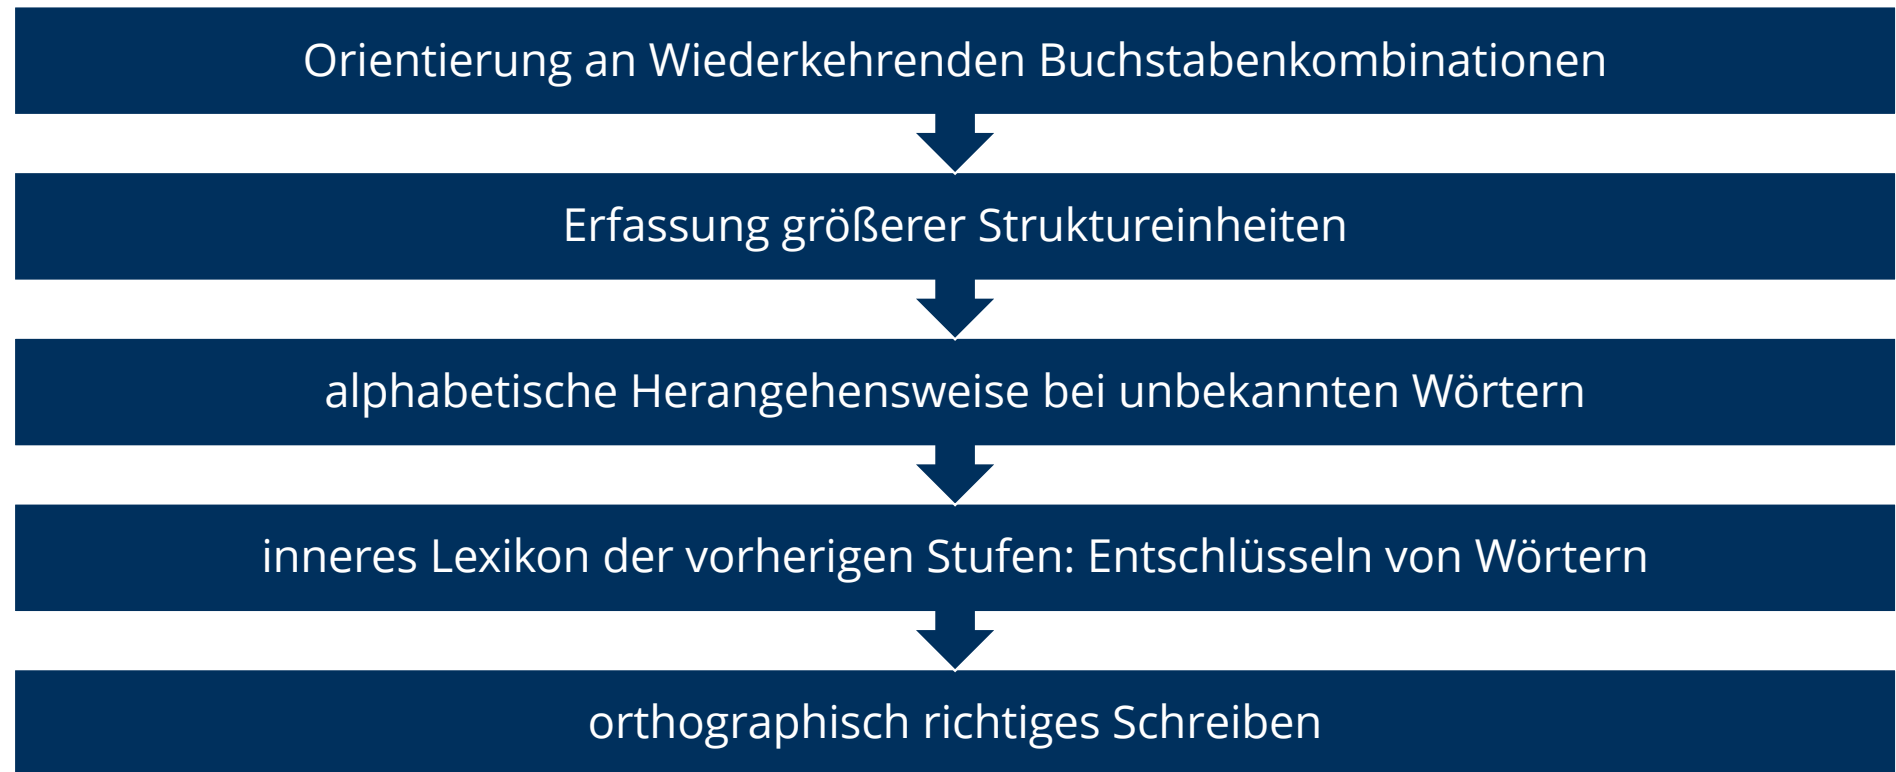 Orientierung an Wiederkehrenden Buchstabenkombinationen
Erfassung größerer Struktureinheiten
alphabetische Herangehensweise bei unbekannten Wörtern
inneres Lexikon der vorherigen Stufen: Entschlüsseln von Wörtern
orthographisch richtiges Schreiben